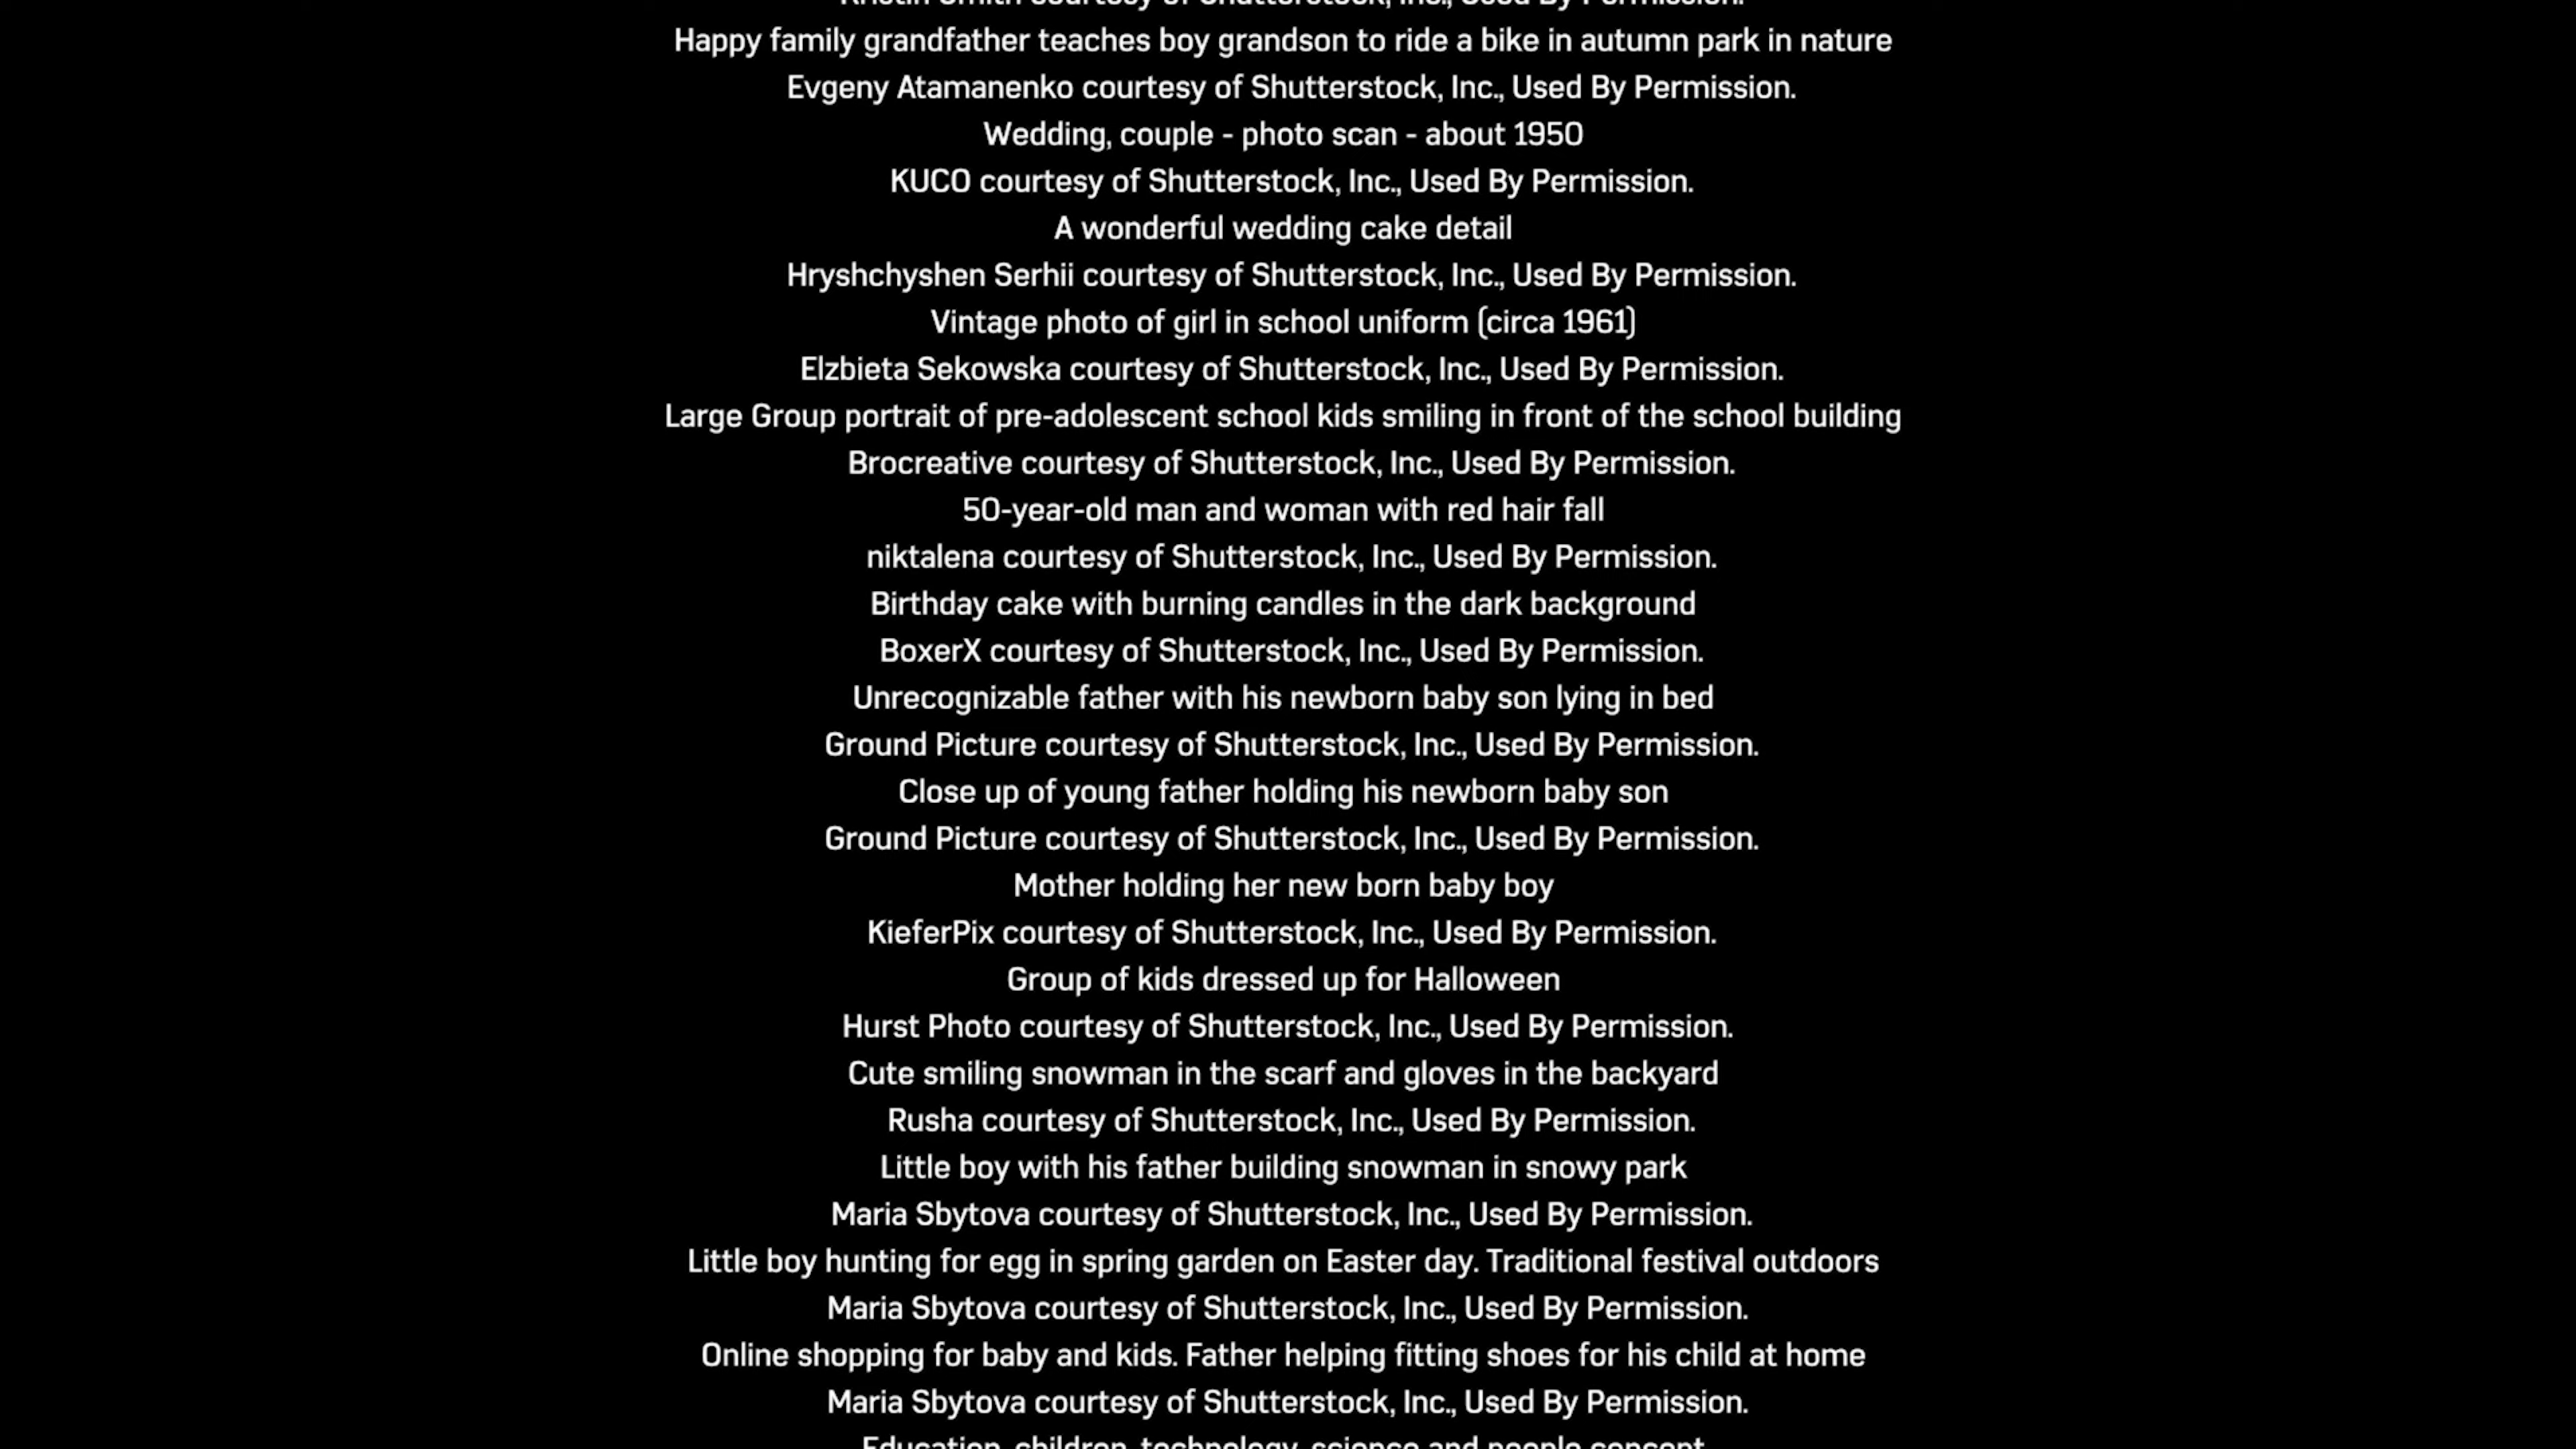 Kristin Smith courtesy of Shutterstock, Inc., Used By Permission.
Happy family grandfather teaches boy grandson to ride a bike in autumn park in nature
Evgeny Atamanenko courtesy of Shutterstock, Inc., Used By Permission.
Wedding, couple - photo scan - about 1950
KUCO courtesy of Shutterstock, Inc., Used By Permission.
A wonderful wedding cake detail
Hryshchyshen Serhii courtesy of Shutterstock, Inc., Used By Permission.
Vintage photo of girl in school uniform (circa 1961)
Elzbieta Sekowska courtesy of Shutterstock, Inc., Used By Permission.
Large Group portrait of pre-adolescent school kids smiling in front of the school building
Brocreative courtesy of Shutterstock, Inc., Used By Permission.
50-year-old man and woman with red hair fall
niktalena courtesy of Shutterstock, Inc., Used By Permission.
Birthday cake with burning candles in the dark background
BoxerX courtesy of Shutterstock, Inc., Used By Permission.
Unrecognizable father with his newborn baby son lying in bed
Ground Picture courtesy of Shutterstock, Inc., Used By Permission.
Close up of young father holding his newborn baby son
Ground Picture courtesy of Shutterstock, Inc., Used By Permission.
Mother holding her new born baby boy
KieferPix courtesy of Shutterstock, Inc., Used By Permission.
Group of kids dressed up for Halloween
Hurst Photo courtesy of Shutterstock, Inc., Used By Permission.
Cute smiling snowman in the scarf and gloves in the backyard
Rusha courtesy of Shutterstock, Inc., Used By Permission.
Little boy with his father building snowman in snowy park
Maria Sbytova courtesy of Shutterstock, Inc., Used By Permission.
Little boy hunting for egg in spring garden on Easter day. Traditional festival outdoors
Maria Sbytova courtesy of Shutterstock, Inc., Used By Permission.
Online shopping for baby and kids. Father helping fitting shoes for his child at home
Maria Sbytova courtesy of Shutterstock, Inc., Used By Permission.
Education, children, technology, science and people concept